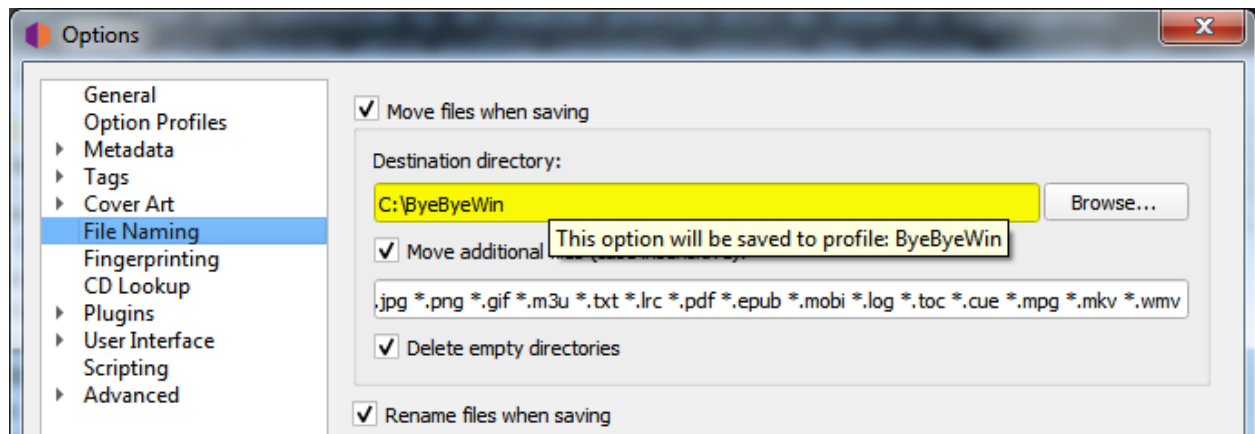 Options
General
Option Profiles
Metadata
Tags
Cover Art
File Naming
Fingerprinting
CD Lookup
Plugins
User Interface
Scripting
Advanced
Move files when saving
Destination directory:
C:\ByeByeWin
Browse...
This option will be saved to profile: ByeByeWin
Move additional
.jpg *.png *.gif *.m3u *.txt *.lrc *.pdf *.epub *.mobi *.log *.toc *.cue *.mpg *.mkv *.wmv
Delete empty directories
Rename files when saving